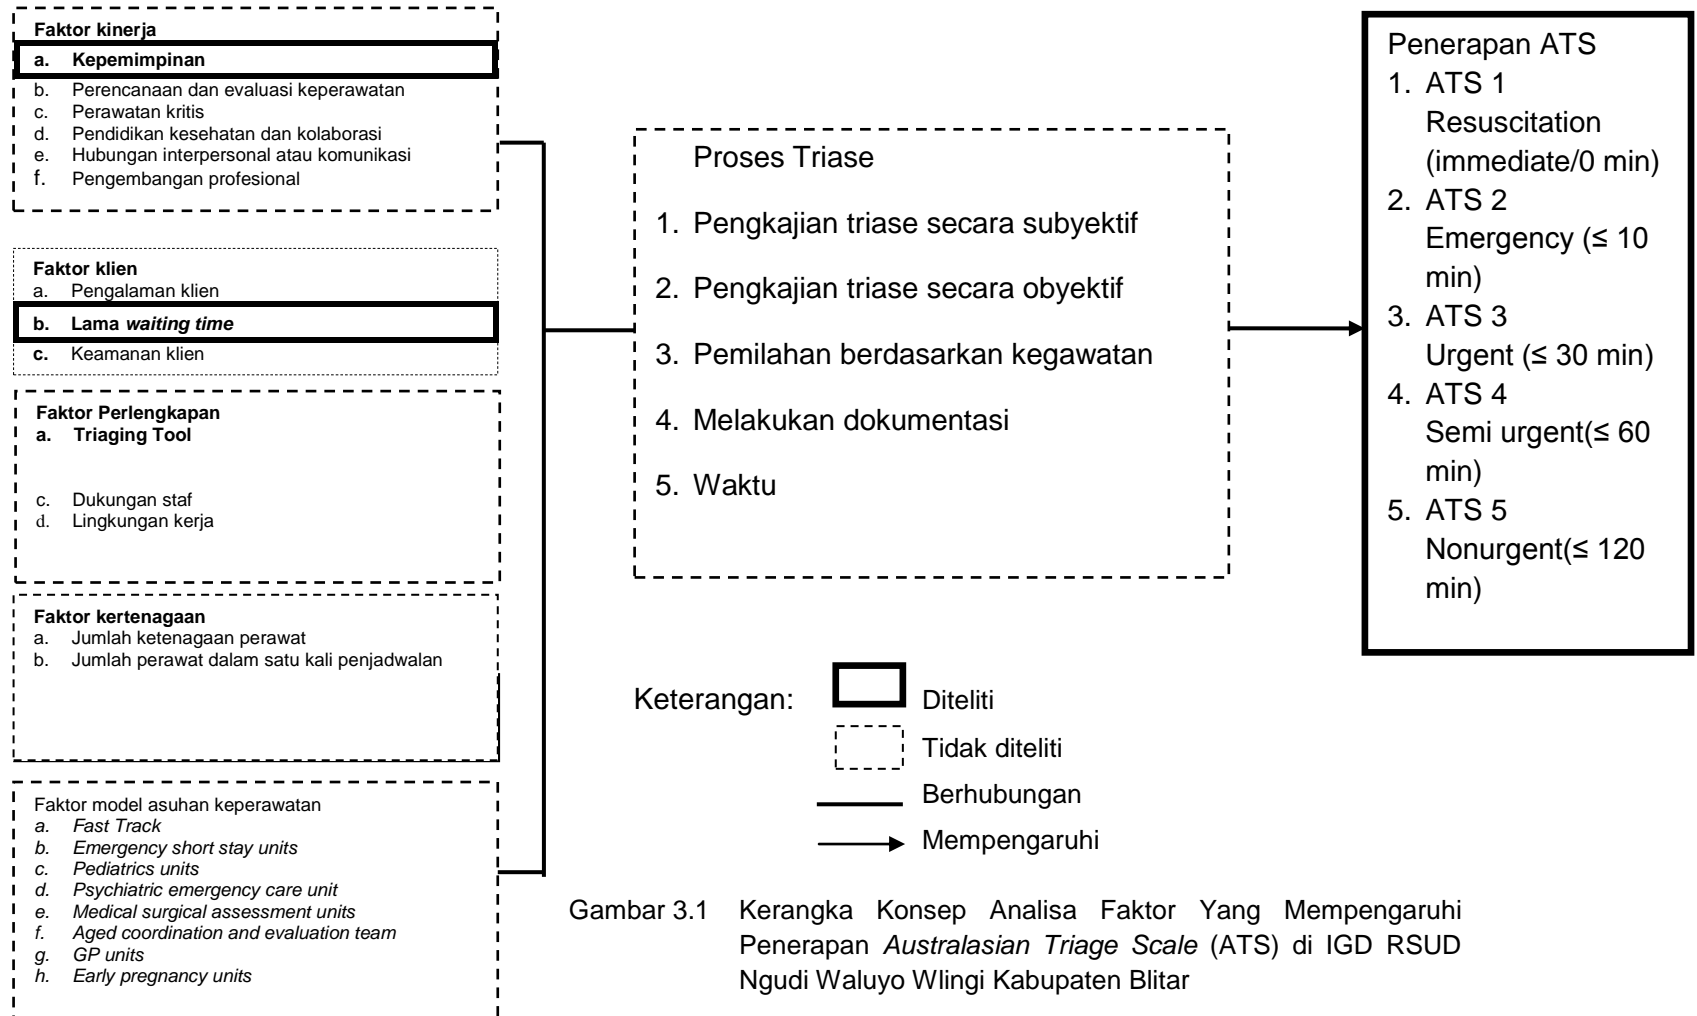 Faktor kinerja
a. Kepemimpinan
b. Perencanaan dan evaluasi keperawatan
c. Perawatan kritis
d. Pendidikan kesehatan dan kolaborasi
e. Hubungan interpersonal atau komunikasi
f. Pengembangan profesional
Faktor klien
a. Pengalaman klien
b. Lama waiting time
c. Keamanan klien
Faktor Perlengkapan
a. Triaging Tool
c. Dukungan staf
d. Lingkungan kerja
Faktor kertenagaan
a. Jumlah ketenagaan perawat
b. Jumlah perawat dalam satu kali penjadwalan
Faktor model asuhan keperawatan
a. Fast Track
b. Emergency short stay units
c. Pediatrics units
d. Psychiatric emergency care unit
e. Medical surgical assessment units
f. Aged coordination and evaluation team
g. GP units
h. Early pregnancy units
Proses Triase
1. Pengkajian triase secara subyektif
2. Pengkajian triase secara obyektif
3. Pemilahan berdasarkan kegawatan
4. Melakukan dokumentasi
5. Waktu
Penerapan ATS
1. ATS 1
Resuscitation
(immediate/0 min)
2. ATS 2
Emergency (≤ 10
min)
3. ATS 3
Urgent (≤ 30 min)
4. ATS 4
Semi urgent(≤ 60
min)
5. ATS 5
Nonurgent(≤ 120
min)
Keterangan:
Diteliti
Tidak diteliti
Berhubungan
Mempengaruhi
Gambar 3.1 Kerangka Konsep Analisa Faktor Yang Mempengaruhi
Penerapan Australasian Triage Scale (ATS) di IGD RSUD
Ngudi Waluyo Wlingi Kabupaten Blitar